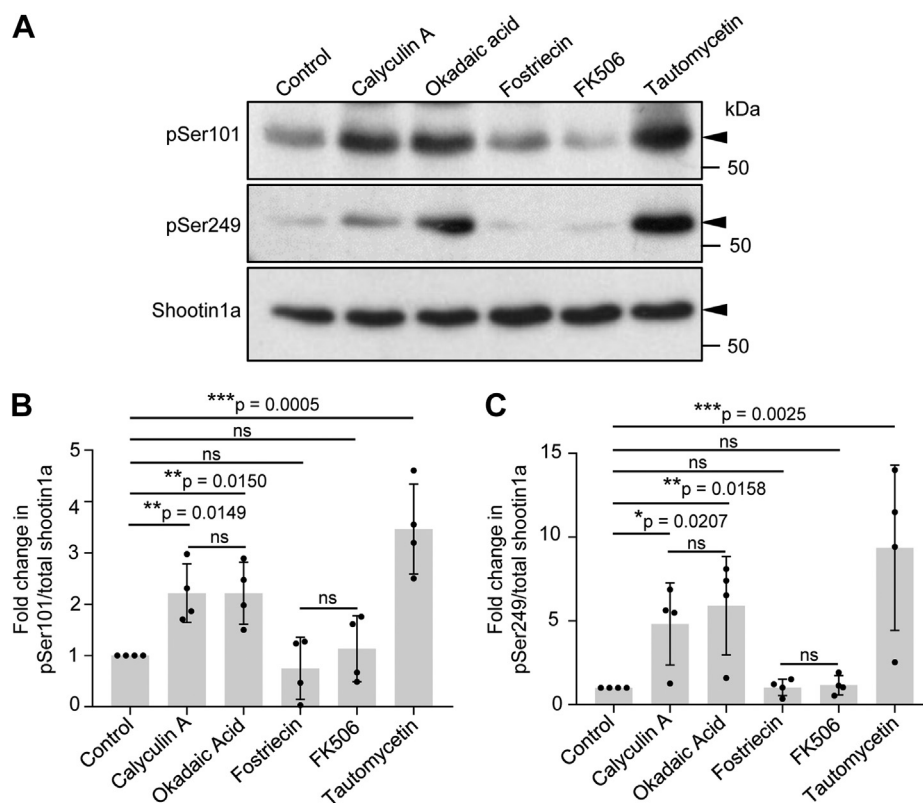 A
Control
Calyculin A
Okadaic acid
Fostriecin
FK506
Tautomycetin
kDa
pSer101
50
pSer249
50
Shootin1a
50
B
***p = 0.0005
ns
ns
**p = 0.0150
**p = 0.0149
ns
ns
Fold change in
pSer101/total shootin1a
5
4
3
2
1
0
Control
Calyculin A
Okadaic Acid
Fostriecin
FK506
Tautomycetin
C
***p = 0.0025
ns
ns
**p = 0.0158
*p = 0.0207
ns
ns
Fold change in
pSer249/total shootin1a
15
10
5
0
Control
Calyculin A
Okadaic Acid
Fostriecin
FK506
Tautomycetin